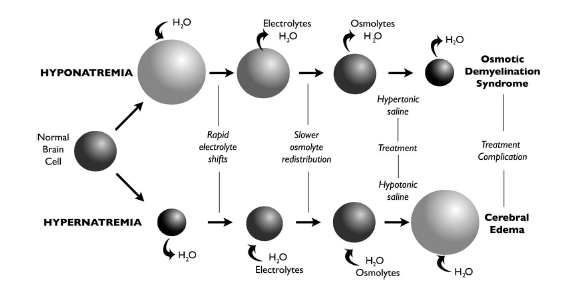 H₂O
Electrolytes
H₂O
Osmolytes
H₂O
H₂O
HYPONATREMIA
Osmotic
Demyelination
Syndrome
Hypertonic
saline
Normal
Brain
Cell
Rapid
electrolyte
shifts
Slower
osmolyte
redistribution
Treatment
Treatment
Complication
Hypotonic
saline
HYPERNATREMIA
Cerebral
Edema
H₂O
H₂O
Electrolytes
H₂O
Osmolytes
H₂O